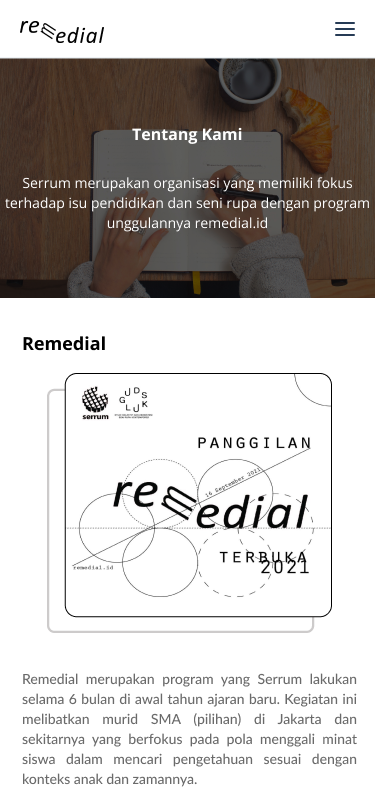 remedial
Tentang Kami
Serrum merupakan organisasi yang memiliki fokus
terhadap isu pendidikan dan seni rupa dengan program
unggulannya remedial.id
Remedial
serrum
GUDSKUL
PANGGILAN
16 September 2021
remedial
TERBUKA
2021
remedial.id
Remedial merupakan program yang Serrum lakukan
selama 6 bulan di awal tahun ajaran baru. Kegiatan ini
melibatkan murid SMA (pilihan) di Jakarta dan
sekitarnya yang berfokus pada pola menggali minat
siswa dalam mencari pengetahuan sesuai dengan
konteks anak dan zamannya.